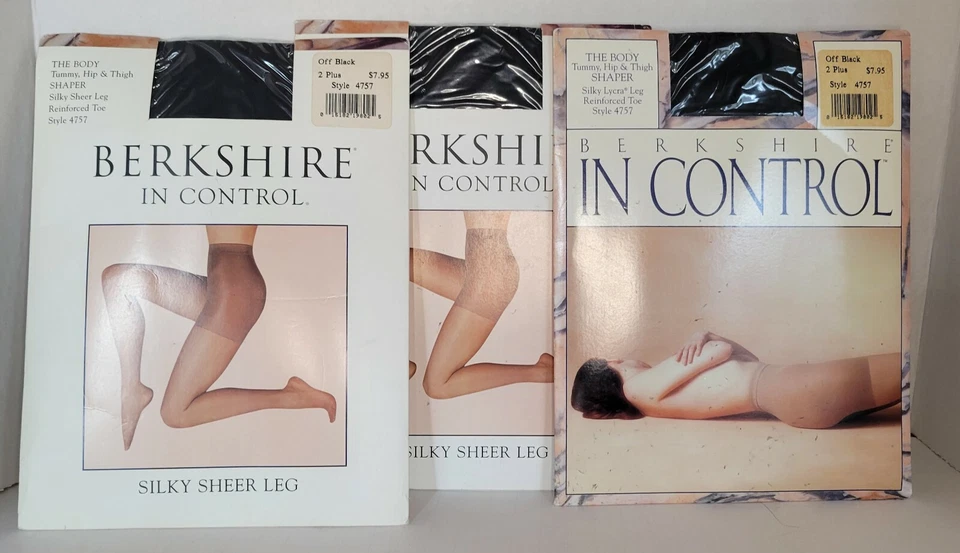 THE BODY
Tummy, Hip & Thigh
SHAPER
Silky Sheer Leg
Reinforced Toe
Style 4757
BERKSHIRE®
IN CONTROL®
SILKY SHEER LEG
Off Black
2 Plus $7.95
Style 4757
RKSHI
N CONTROL
SILKY SHEER LEG
THE BODY
Tummy, Hip & Thigh
SHAPER
Silky Lycra® Leg
Reinforced Toe
Style 4757
Off Black
2 Plus $7.95
Style 4757
BERKSHIRE
IN CONTROL™